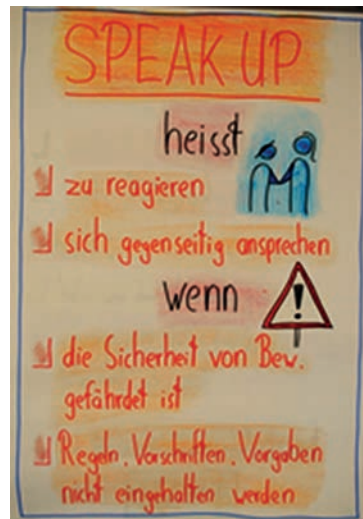 SPEAK UP
heisst
zu reagieren
sich gegenseitig ansprechen
wenn
!
die Sicherheit von Bew.
gefährdet ist
Regeln, Vorschriften, Vorgaben
nicht eingehalten werden